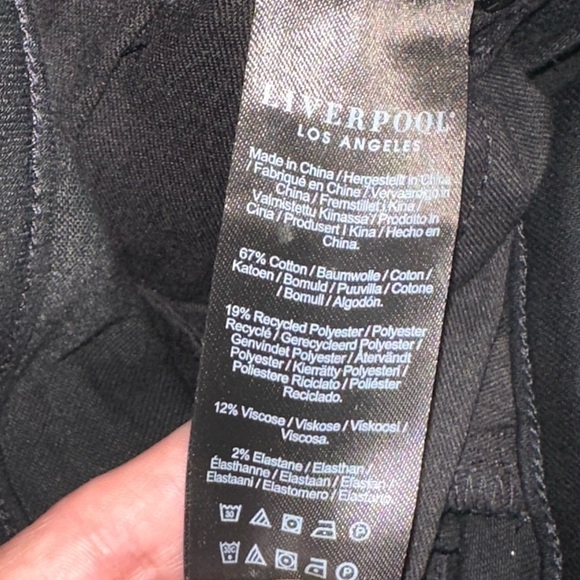 LIVERPOOL
LOS ANGELES
Made in China / Hergestellt in China
/ Fabriqué en Chine / Vervaardigd in
China / Fremstillet i Kina /
Valmistettu Kiinassa / Prodotto in
Cina / Produsert i Kina / Hecho en
China.
67% Cotton / Baumwolle / Coton /
Katoen / Bomuld / Puuvilla / Cotone
/ Bomull / Algodón.
19% Recycled Polyester / Polyester
Recyclé / Gerecycleerd Polyester /
Genvindet Polyester / Återvändt
Polyester / Kierrätty Polyesteri /
Poliestere Riciclato / Poliéster
Reciclado.
12% Viscose / Viskose / Viskoosi /
Viscosa.
2% Elastane / Elasthan /
Élasthanne / Elastaan / Elastan /
Elastaani / Elastomero / Elastano.
30 P
30C P